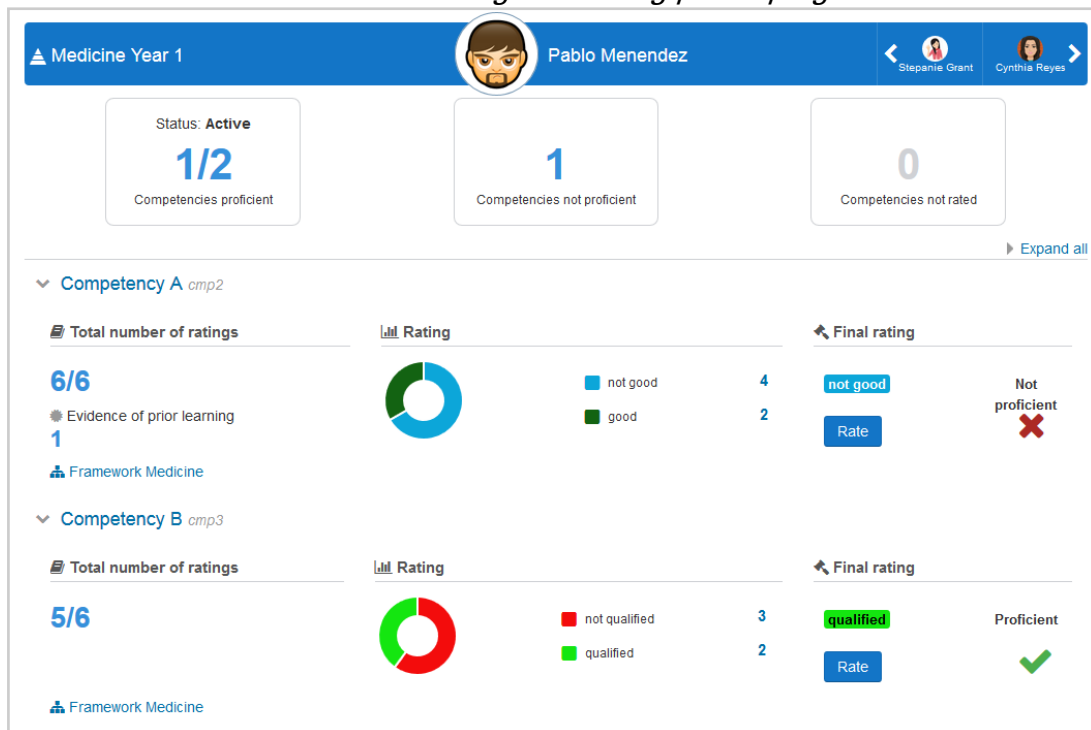 Medicine Year 1
Pablo Menendez
Stepanie Grant
Cynthia Reyes
Status: Active
1/2
Competencies proficient
1
Competencies not proficient
0
Competencies not rated
Expand all
Competency A cmp2
Total number of ratings
Rating
Final rating
6/6
Evidence of prior learning
1
Framework Medicine
not good 4
good 2
not good
Rate
Not
proficient
Competency B cmp3
Total number of ratings
Rating
Final rating
5/6
Framework Medicine
not qualified 3
qualified 2
qualified
Rate
Proficient